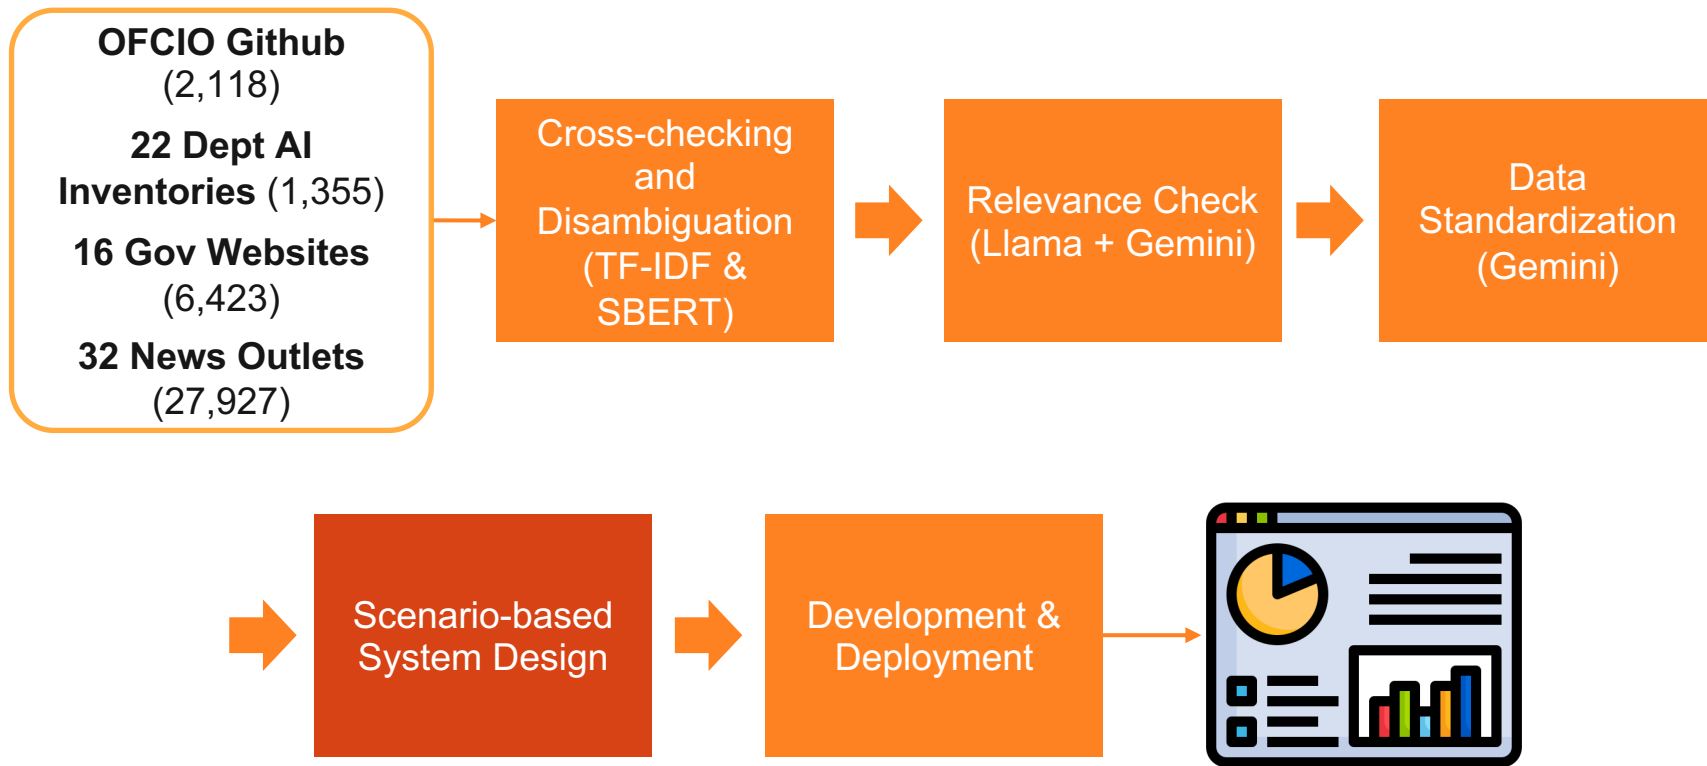 OFCIO Github
(2,118)
22 Dept AI
Inventories (1,355)
16 Gov Websites
(6,423)
32 News Outlets
(27,927)
Cross-checking
and
Disambiguation
(TF-IDF &
SBERT)
Relevance Check
(Llama + Gemini)
Data
Standardization
(Gemini)
Scenario-based
System Design
Development &
Deployment